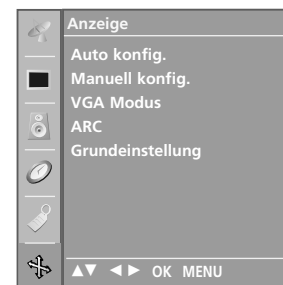 Anzeige
Auto konfig.
Manuell konfig.
VGA Modus
ARC
Grundeinstellung
▲▼ ◄► OK MENU